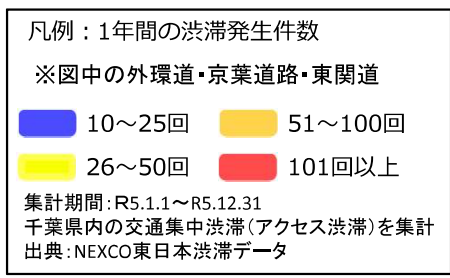 凡例：1年間の渋滞発生件数
※図中の外環道・京葉道路・東関道
10～25回 51～100回
26～50回 101回以上
集計期間：R5.1.1～R5.12.31
千葉県内の交通集中渋滞（アクセス渋滞）を集計
出典：NEXCO東日本渋滞データ